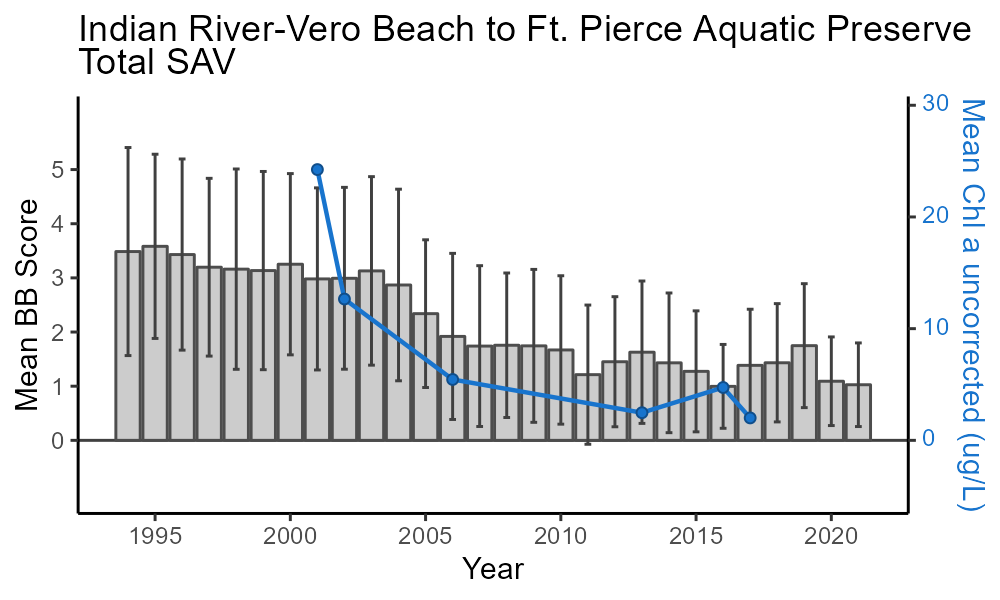 Indian River-Vero Beach to Ft. Pierce Aquatic Preserve
Total SAV
Mean BB Score
5
4
3
2
1
0
30
20
10
0
Mean Chl a uncorrected (ug/L)
1995 2000 2005 2010 2015 2020
Year